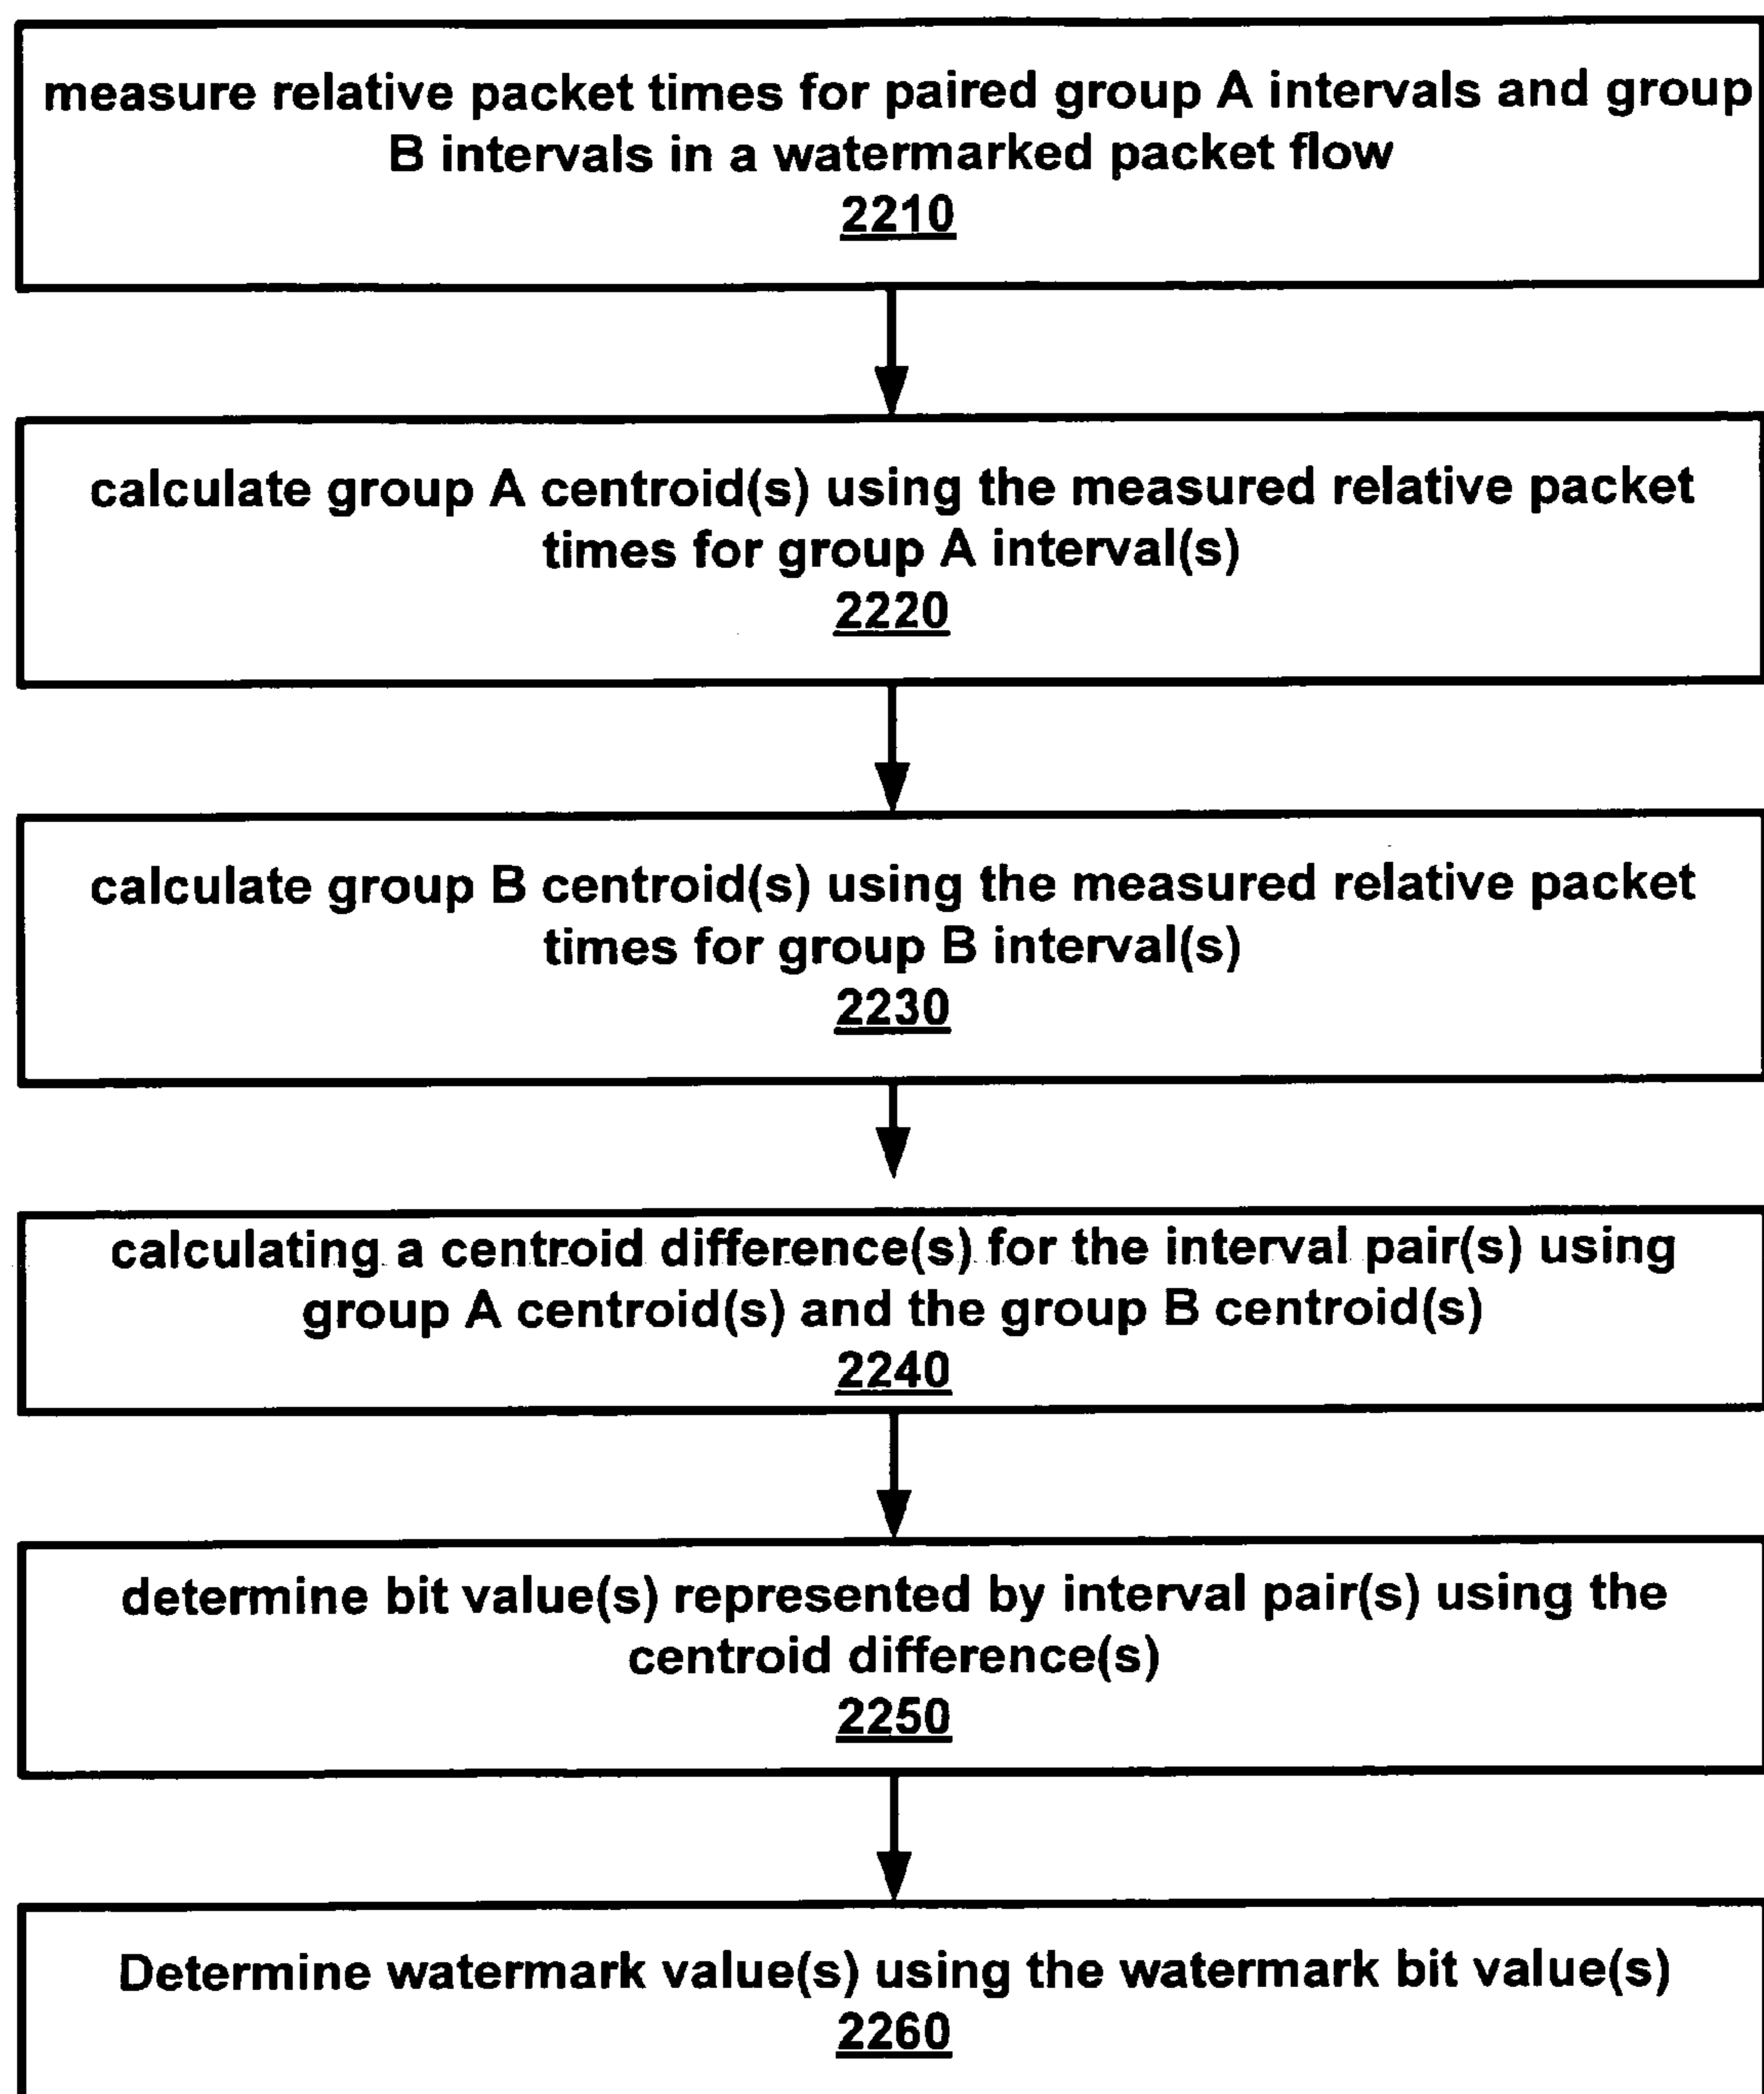 measure relative packet times for paired group A intervals and group
B intervals in a watermarked packet flow
2210
calculate group A centroid(s) using the measured relative packet
times for group A interval(s)
2220
calculate group B centroid(s) using the measured relative packet
times for group B interval(s)
2230
calculating a centroid difference(s) for the interval pair(s) using
group A centroid(s) and the group B centroid(s)
2240
determine bit value(s) represented by interval pair(s) using the
centroid difference(s)
2250
Determine watermark value(s) using the watermark bit value(s)
2260